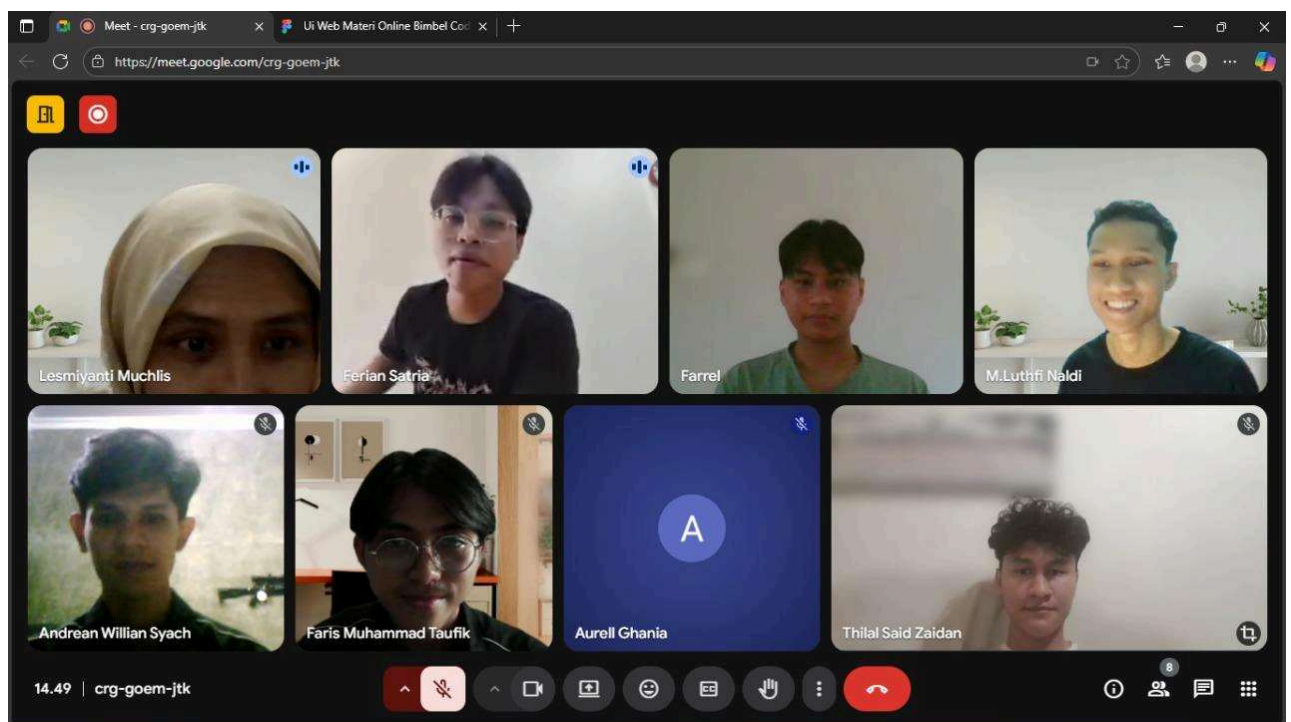 Meet - crg-goem-jtk
Ui Web Materi Online Bimbel Cod
https://meet.google.com/crg-goem-jtk
Lesmiyanti Muchlis
Ferian Satria
Farrel
M.Luthfi Naldi
Andrean Willian Syach
Faris Muhammad Taufik
A
Aurell Ghania
Thilal Said Zaidan
14.49 | crg-goem-jtk
CC
8